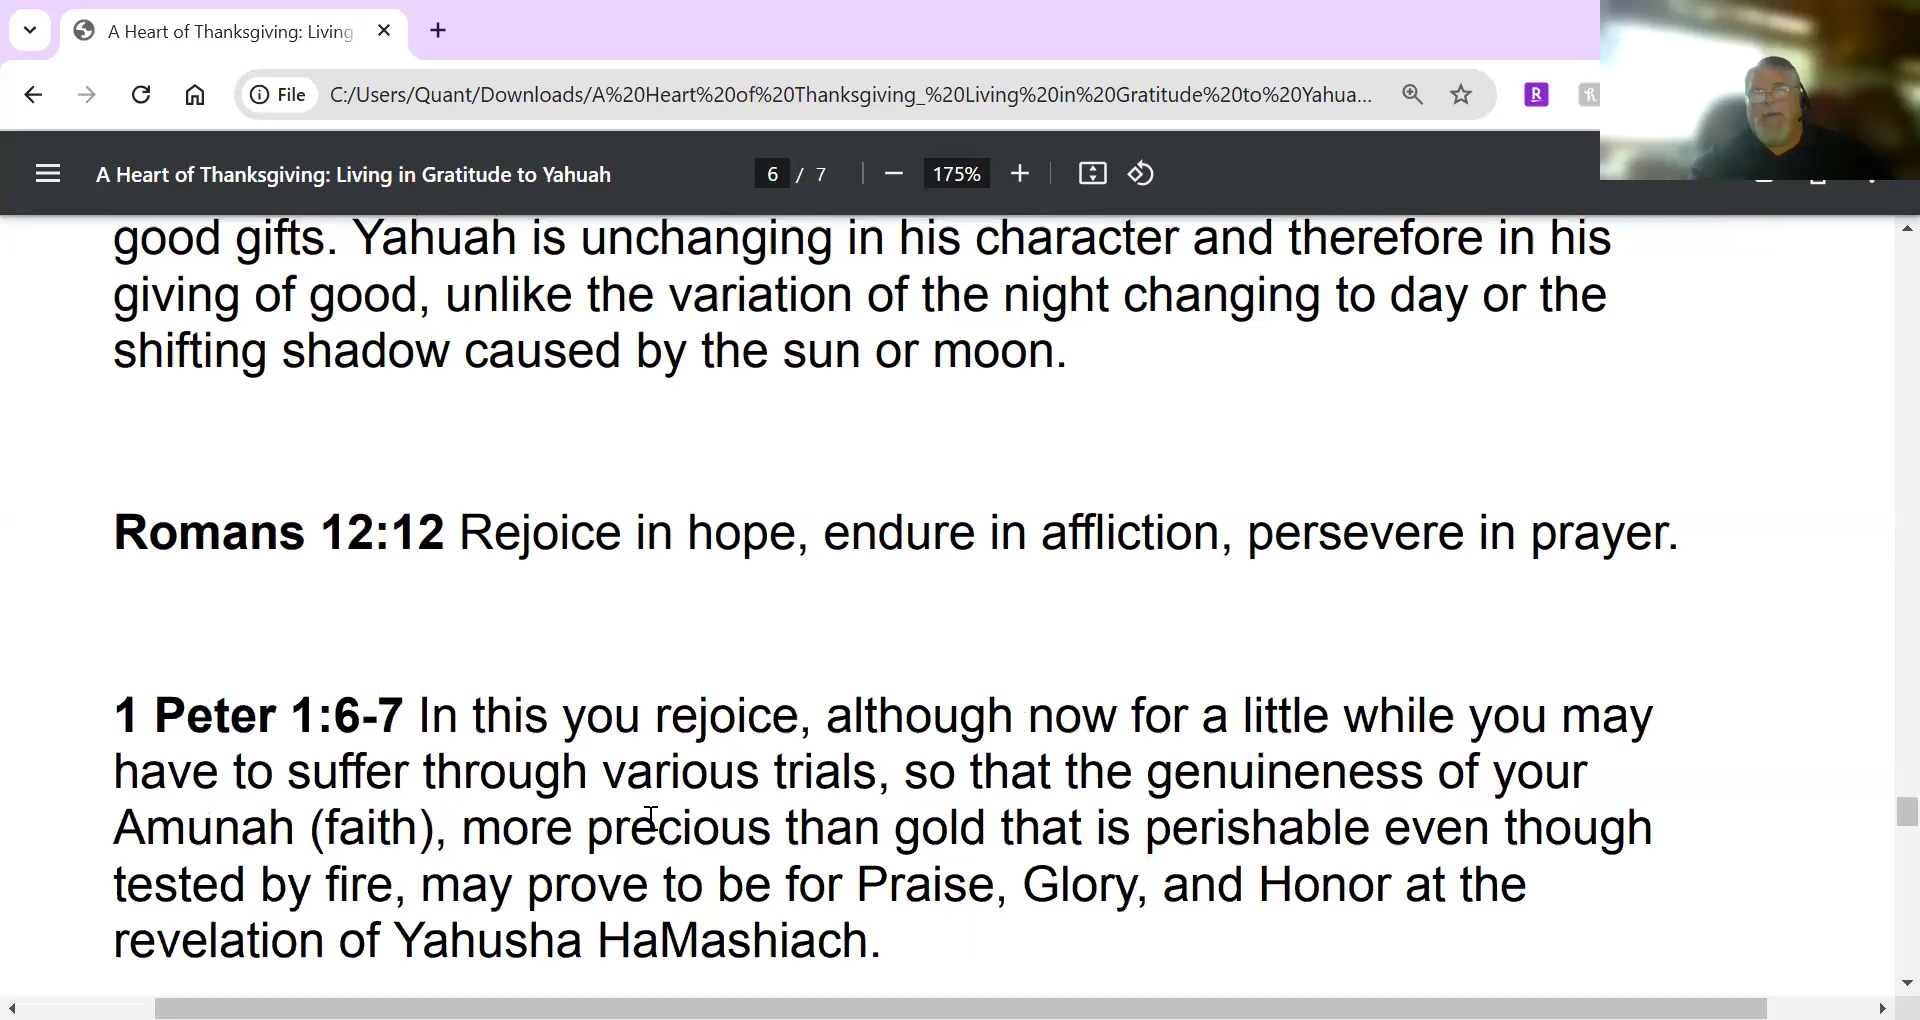 A Heart of Thanksgiving: Living
File
C:/Users/Quant/Downloads/A%20Heart%20of%20Thanksgiving_%20Living%20in%20Gratitude%20to%20Yahua...
R
A Heart of Thanksgiving: Living in Gratitude to Yahuah
6 / 7
175%
good gifts. Yahuah is unchanging in his character and therefore in his
giving of good, unlike the variation of the night changing to day or the
shifting shadow caused by the sun or moon.
Romans 12:12 Rejoice in hope, endure in affliction, persevere in prayer.
1 Peter 1:6-7 In this you rejoice, although now for a little while you may
have to suffer through various trials, so that the genuineness of your
Amunah (faith), more precious than gold that is perishable even though
tested by fire, may prove to be for Praise, Glory, and Honor at the
revelation of Yahusha HaMashiach.